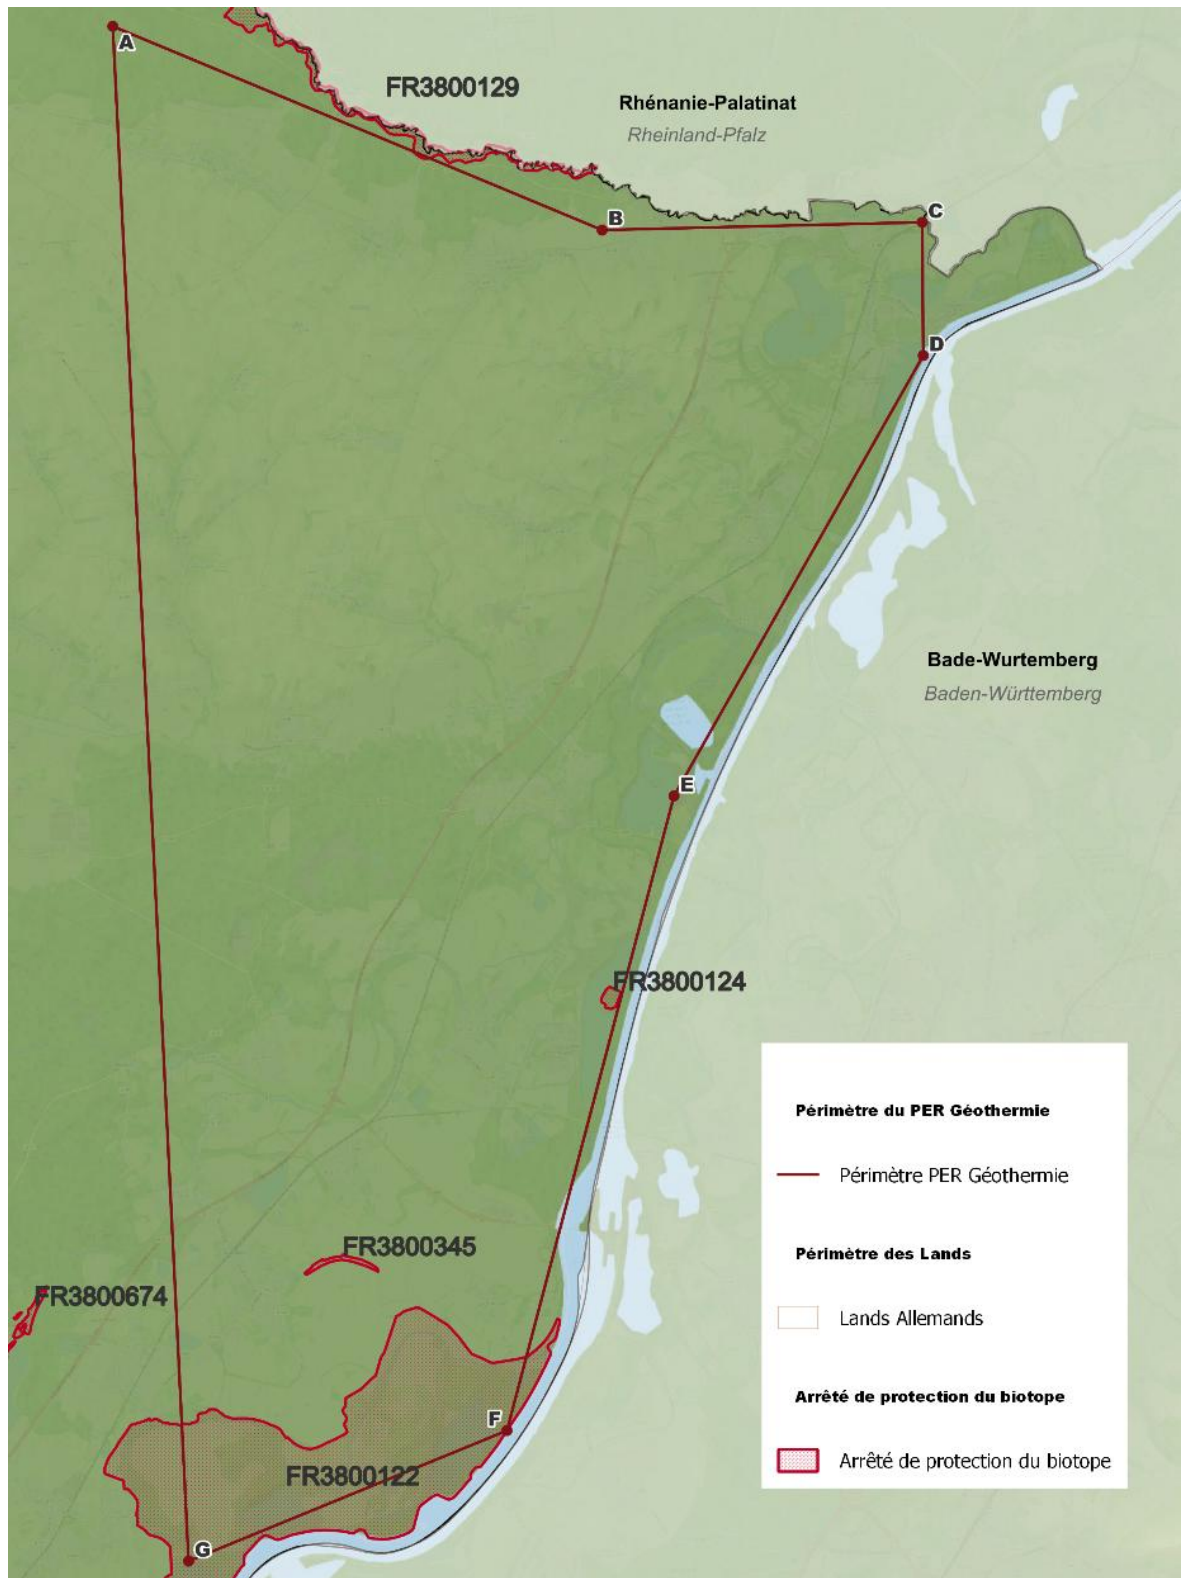 A
FR3800129
Rhénanie-Palatinat
Rheinland-Pfalz
B
C
D
Bade-Wurtemberg
Baden-Württemberg
E
FR3800124
Périmètre du PER Géothermie
Périmètre PER Géothermie
FR3800345
Périmètre des Lands
FR3800674
Lands Allemands
Arrêté de protection du biotope
F
Arrêté de protection du biotope
FR3800122
G